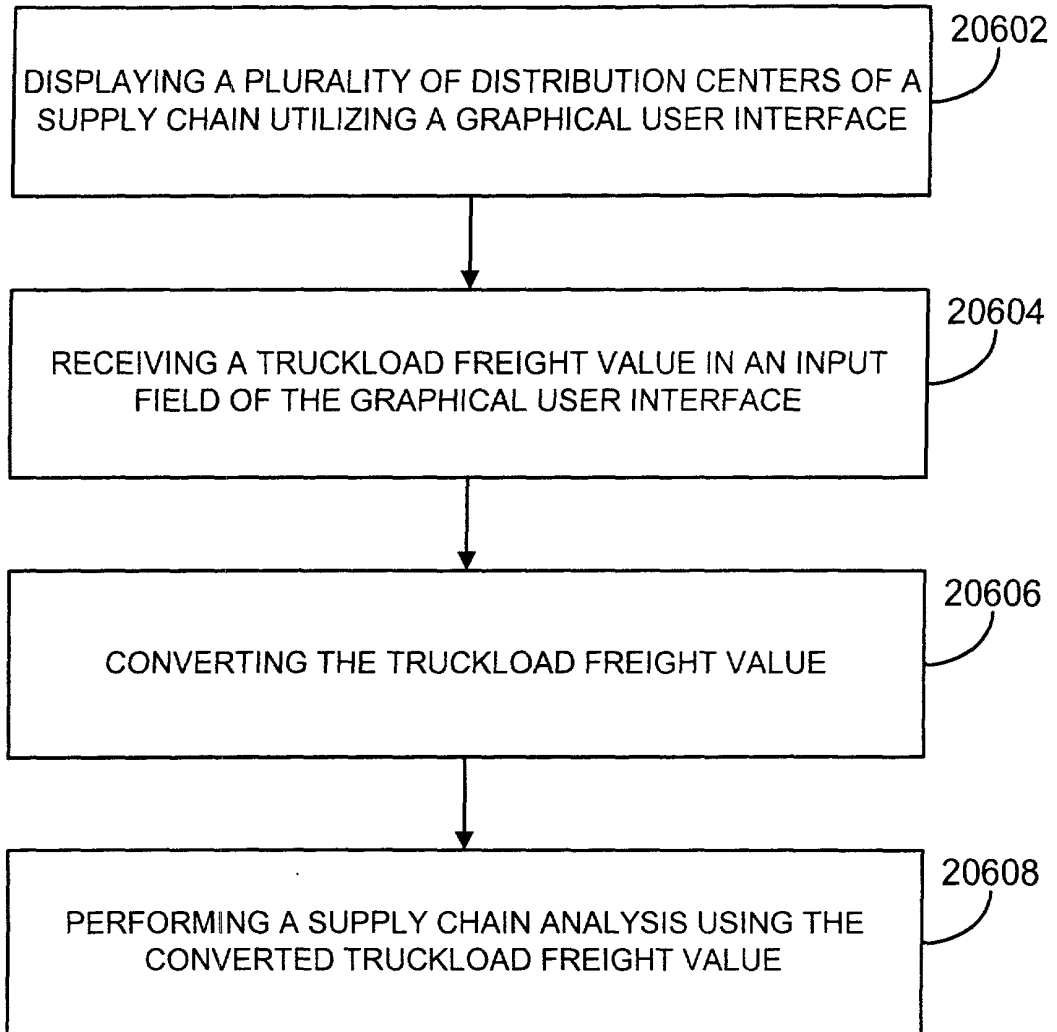 20602
DISPLAYING A PLURALITY OF DISTRIBUTION CENTERS OF A
SUPPLY CHAIN UTILIZING A GRAPHICAL USER INTERFACE
20604
RECEIVING A TRUCKLOAD FREIGHT VALUE IN AN INPUT
FIELD OF THE GRAPHICAL USER INTERFACE
20606
CONVERTING THE TRUCKLOAD FREIGHT VALUE
20608
PERFORMING A SUPPLY CHAIN ANALYSIS USING THE
CONVERTED TRUCKLOAD FREIGHT VALUE